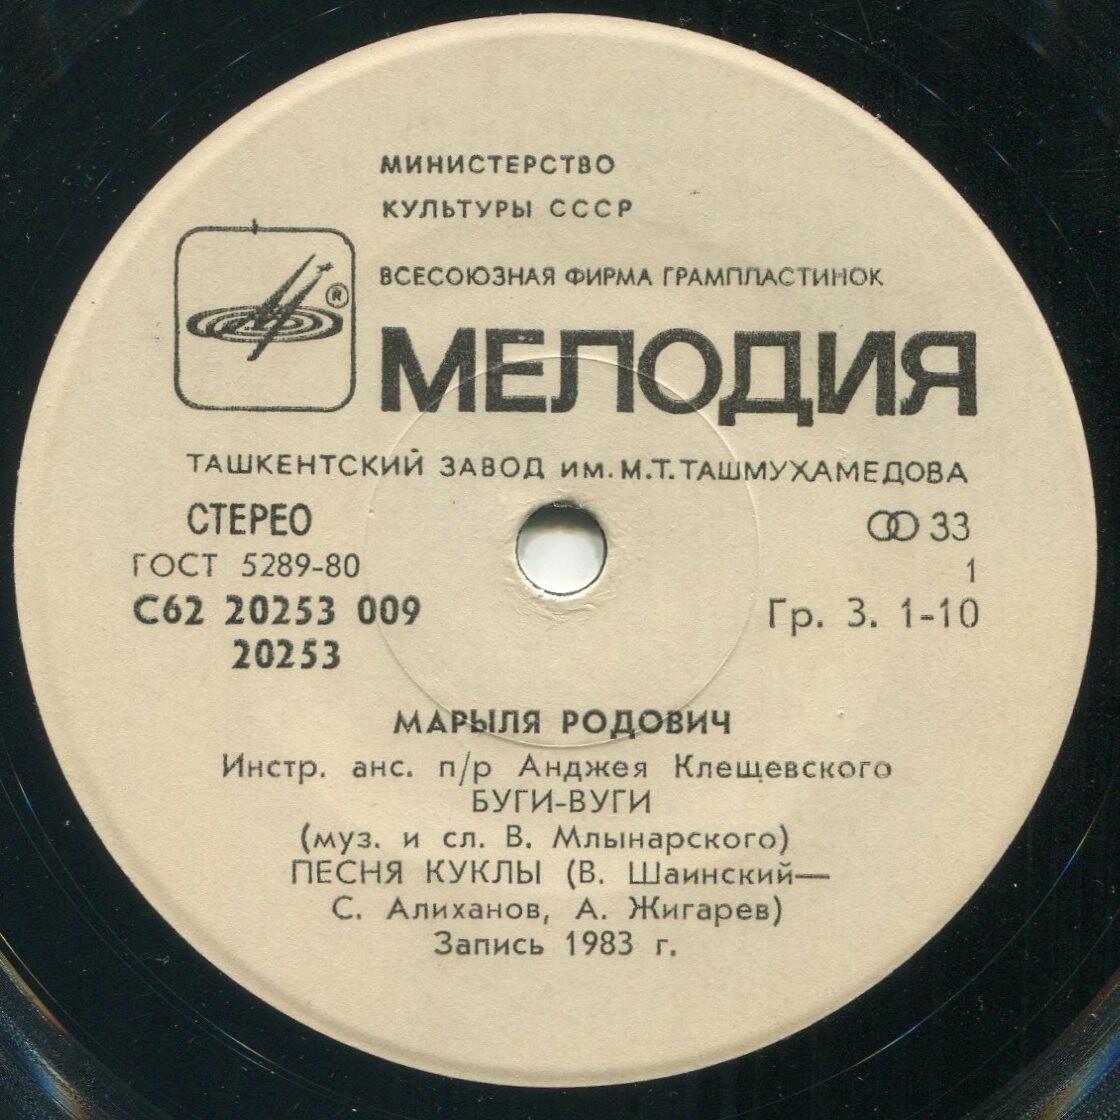 МИНИСТЕРСТВО
КУЛЬТУРЫ СССР
ВСЕСОЮЗНАЯ ФИРМА ГРАМПЛАСТИНОК
®
МЕЛОДИЯ
ТАШКЕНТСКИЙ ЗАВОД им. М.Т. ТАШМУХАМЕДОВА
СТЕРЕО
33
ГОСТ 5289-80
1
С62 20253 009
Гр. 3. 1-10
20253
МАРЫЛЯ РОДОВИЧ
Инстр. анс. п/р Анджея Клещевского
БУГИ-ВУГИ
(муз. и сл. В. Млынарского)
ПЕСНЯ КУКЛЫ (В. Шаинский—
С. Алиханов, А. Жигарев)
Запись 1983 г.